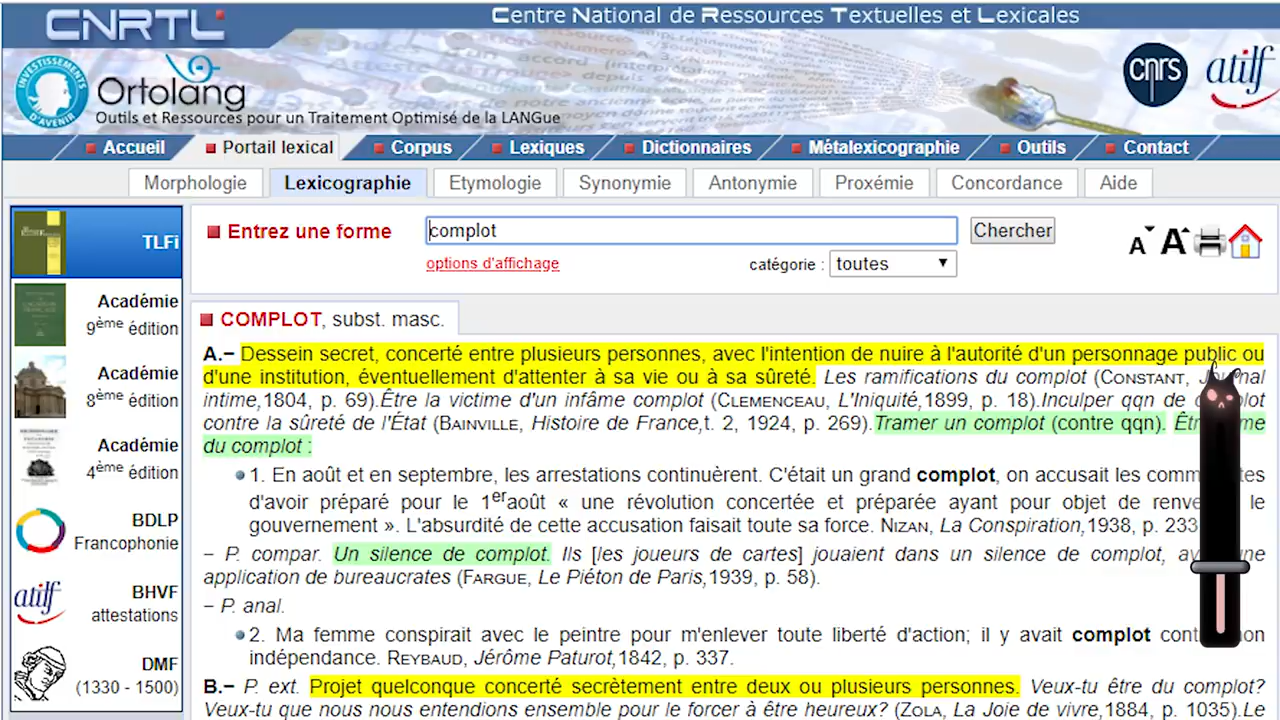 CNRTL
Centre National de Ressources Textuelles et Lexicales
INVESTISSEMENTS D'AVENIR
Ortolang
Outils et Ressources pour un Traitement Optimisé de la LANGue
cnrs
atilf
Accueil
Portail lexical
Corpus
Lexiques
Dictionnaires
Métalexicographie
Outils
Contact
Morphologie
Lexicographie
Etymologie
Synonymie
Antonymie
Proxémie
Concordance
Aide
TLFi
Académie
9ème édition
Académie
8ème édition
Académie
4ème édition
BDLP
Francophonie
atilf
BHVF
attestations
DMF
(1330 - 1500)
Entrez une forme
complot
Chercher
A A
options d'affichage
catégorie : toutes
COMPLOT, subst. masc.
A.− Dessein secret, concerté entre plusieurs personnes, avec l'intention de nuire à l'autorité d'un personnage public ou
d'une institution, éventuellement d'attenter à sa vie ou à sa sûreté. Les ramifications du complot (CONSTANT,
intime,1804, p. 69).Être la victime d'un infâme complot (CLEMENCEAU, L'Iniquité,1899, p. 18).Inculper qqn de
contre la sûreté de l'État (BAINVILLE, Histoire de France,t. 2, 1924, p. 269).Tramer un complot (contre qqn).
du complot :
1. En août et en septembre, les arrestations continuèrent. C'était un grand complot, on accusait les
d'avoir préparé pour le 1er août « une révolution concertée et préparée ayant pour objet de le
gouvernement ». L'absurdité de cette accusation faisait toute sa force. NIZAN, La Conspiration,1938, p. 233
− P. compar. Un silence de complot. Ils [les joueurs de cartes] jouaient dans un silence de complot,
application de bureaucrates (FARGUE, Le Piéton de Paris,1939, p. 58).
− P. anal.
2. Ma femme conspirait avec le peintre pour m'enlever toute liberté d'action; il y avait complot
indépendance. REYBAUD, Jérôme Paturot,1842, p. 337.
B.− P. ext. Projet quelconque concerté secrètement entre deux ou plusieurs personnes. Veux-tu être du complot?
Veux-tu que nous nous entendions ensemble pour le forcer à être heureux? (ZOLA, La Joie de vivre,1884, p. 1035).Le